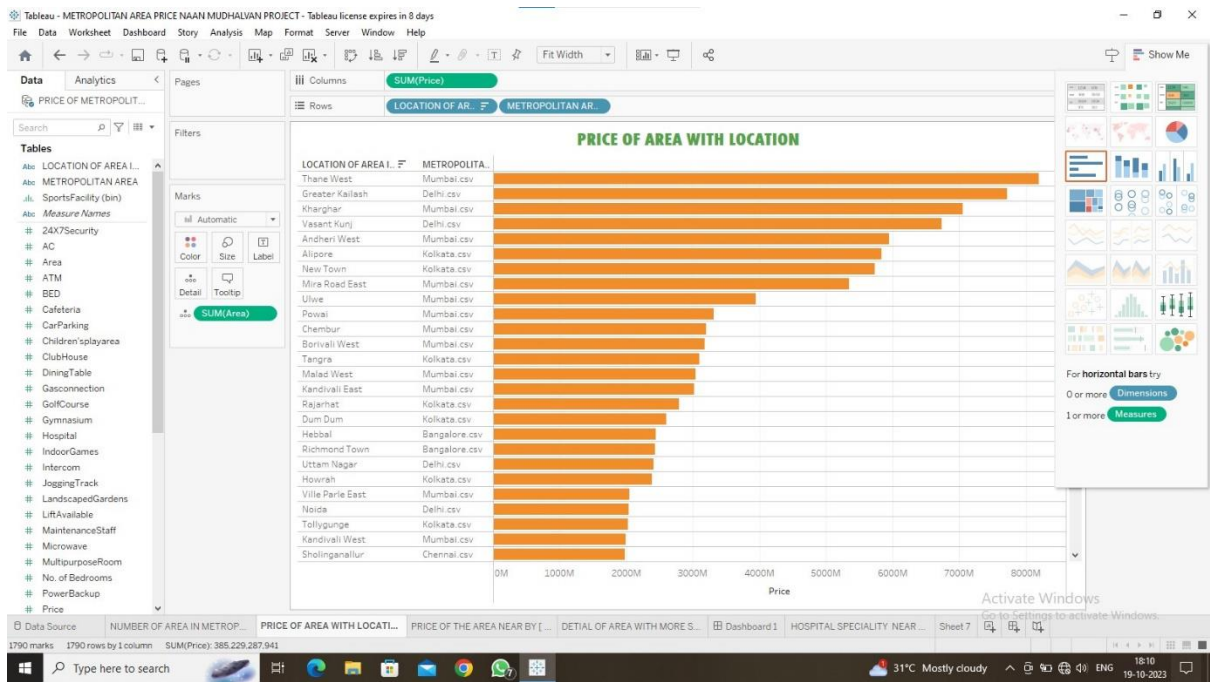 Tableau - METROPOLITAN AREA PRICE NAAN MUDHALVAN PROJECT - Tableau license expires in 8 days
File Data Worksheet Dashboard Story Analysis Map Format Server Window Help
Fit Width
Show Me
Data Analytics
PRICE OF METROPOLIT...
Search
Tables
Abc LOCATION OF AREA I...
Abc METROPOLITAN AREA
SportsFacility (bin)
Abc Measure Names
# 24X7Security
# AC
# Area
# ATM
# BED
# Cafeteria
# CarParking
# Children'splayarea
# ClubHouse
# DiningTable
# Gasconnection
# GolfCourse
# Gymnasium
# Hospital
# IndoorGames
# Intercom
# JoggingTrack
# LandscapedGardens
# LiftAvailable
# MaintenanceStaff
# Microwave
# MultipurposeRoom
# No. of Bedrooms
# PowerBackup
# Price
Pages
Filters
Marks
Automatic
Color Size Label
Detail Tooltip
SUM(Area)
Columns SUM(Price)
Rows LOCATION OF AR.. METROPOLITAN AR..
PRICE OF AREA WITH LOCATION
LOCATION OF AREA I.. METROPOLITA..
Thane West Mumbai.csv
Greater Kailash Delhi.csv
Kharghar Mumbai.csv
Vasant Kunj Delhi.csv
Andheri West Mumbai.csv
Alipore Kolkata.csv
New Town Kolkata.csv
Mira Road East Mumbai.csv
Ulwe Mumbai.csv
Powai Mumbai.csv
Chembur Mumbai.csv
Borivali West Mumbai.csv
Tangra Kolkata.csv
Malad West Mumbai.csv
Kandivali East Mumbai.csv
Rajarhat Kolkata.csv
Dum Dum Kolkata.csv
Hebbal Bangalore.csv
Richmond Town Bangalore.csv
Uttam Nagar Delhi.csv
Howrah Kolkata.csv
Ville Parle East Mumbai.csv
Noida Delhi.csv
Tollygunge Kolkata.csv
Kandivali West Mumbai.csv
Sholinganallur Chennai.csv
0M 1000M 2000M 3000M 4000M 5000M 6000M 7000M 8000M
Price
For horizontal bars try
0 or more Dimensions
1 or more Measures
Activate Windows
Go to Settings to activate Windows.
Data Source NUMBER OF AREA IN METROP... PRICE OF AREA WITH LOCATI... PRICE OF THE AREA NEAR BY [ ... DETIAL OF AREA WITH MORE S... Dashboard 1 HOSPITAL SPECIALITY NEAR ... Sheet 7
1790 marks 1790 rows by 1 column SUM(Price): 385,229,287,941
Type here to search
31°C Mostly cloudy ENG 18:10
19-10-2023